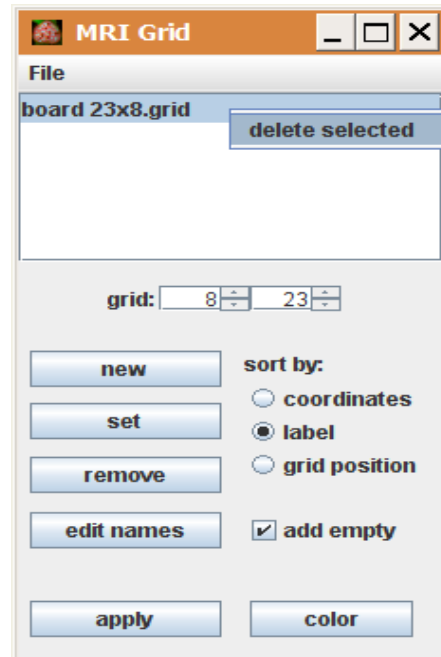 MRI Grid
File
board 23x8.grid
delete selected
grid: 8 23
new
sort by:
coordinates
set
label
remove
grid position
edit names
add empty
apply
color